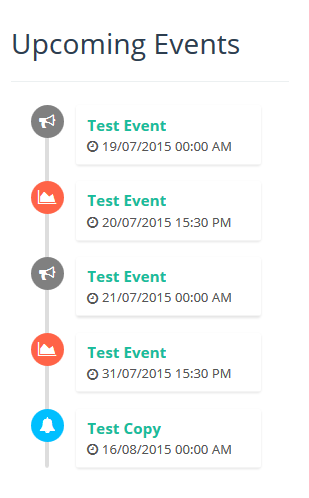 Upcoming Events
Test Event
19/07/2015 00:00 AM
Test Event
20/07/2015 15:30 PM
Test Event
21/07/2015 00:00 AM
Test Event
31/07/2015 15:30 PM
Test Copy
16/08/2015 00:00 AM